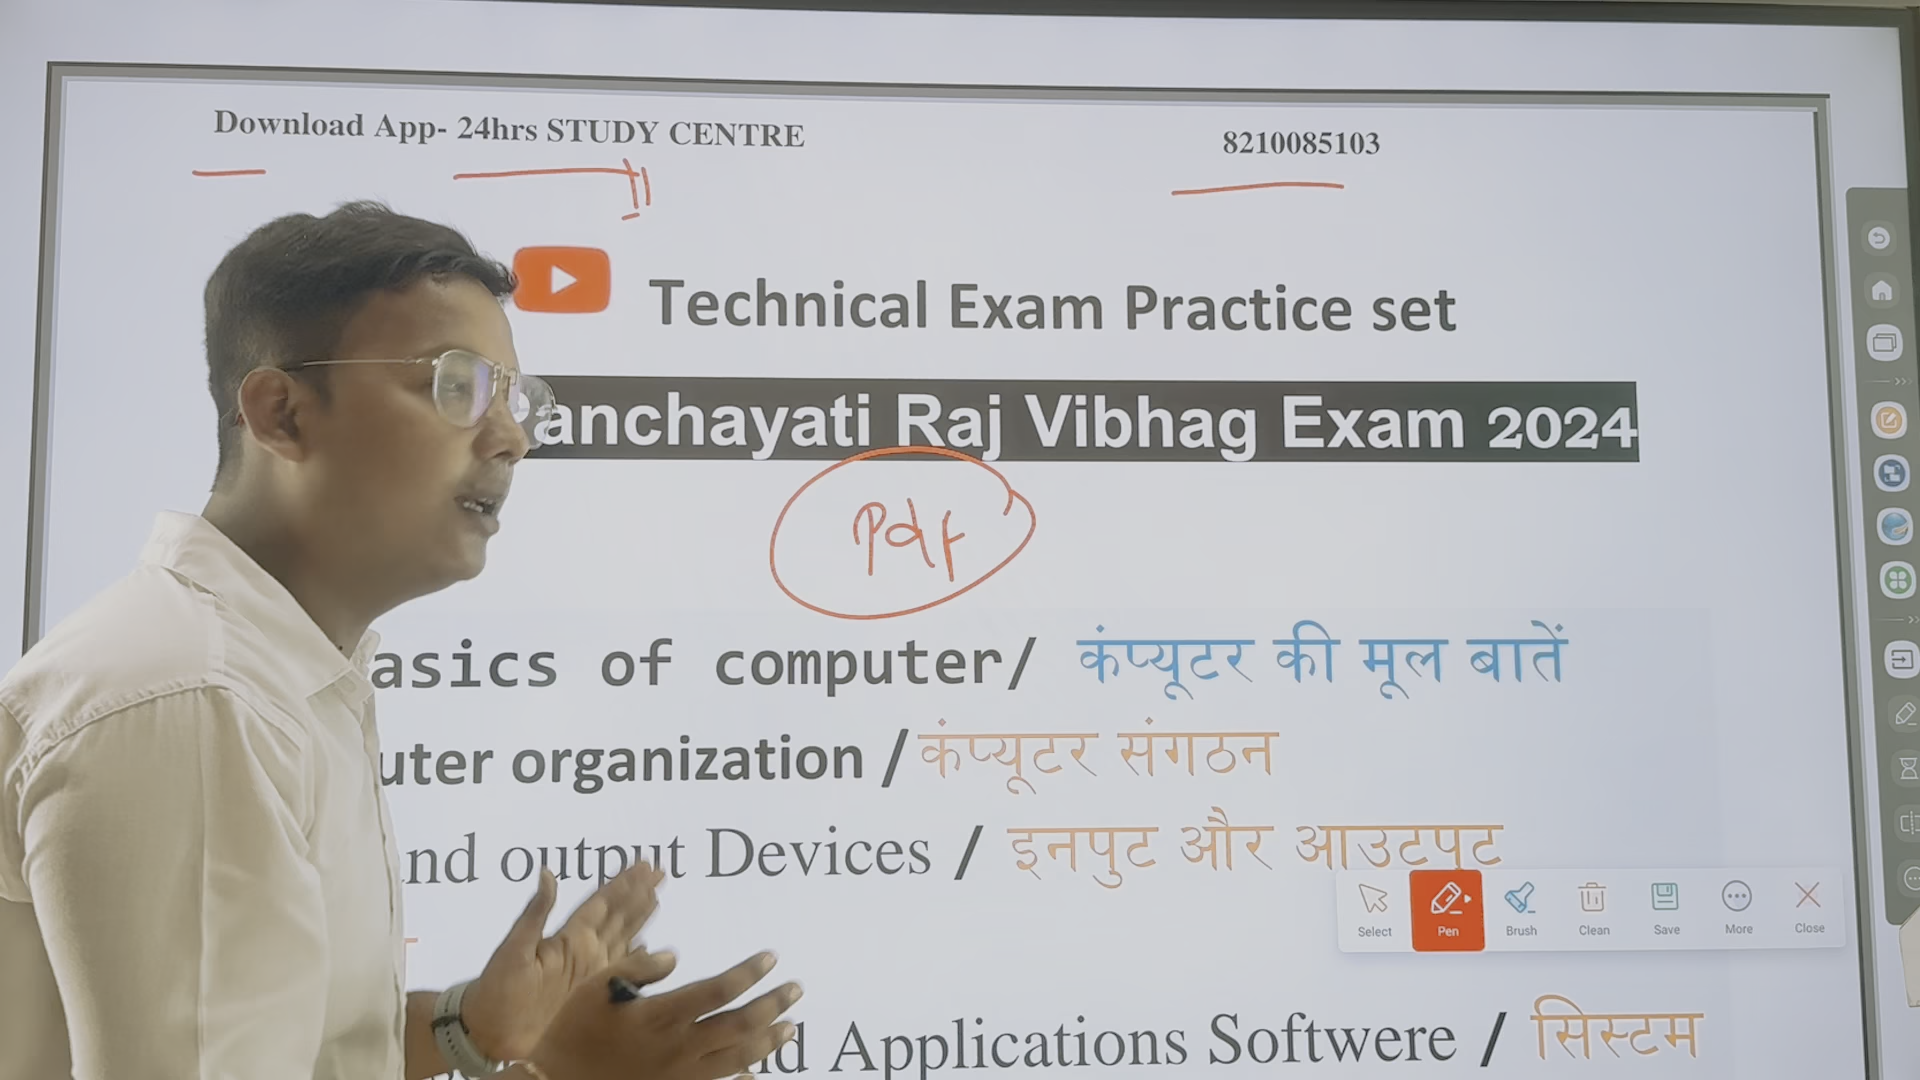 Download App- 24hrs STUDY CENTRE 8210085103
Technical Exam Practice set
Panchayati Raj Vibhag Exam 2024
Pdf
asics of computer/ कंप्यूटर की मूल बातें
uter organization / कंप्यूटर संगठन
nd output Devices / इनपुट और आउटपुट
Select Pen Brush Clean Save More Close
d Applications Softwere / सिस्टम